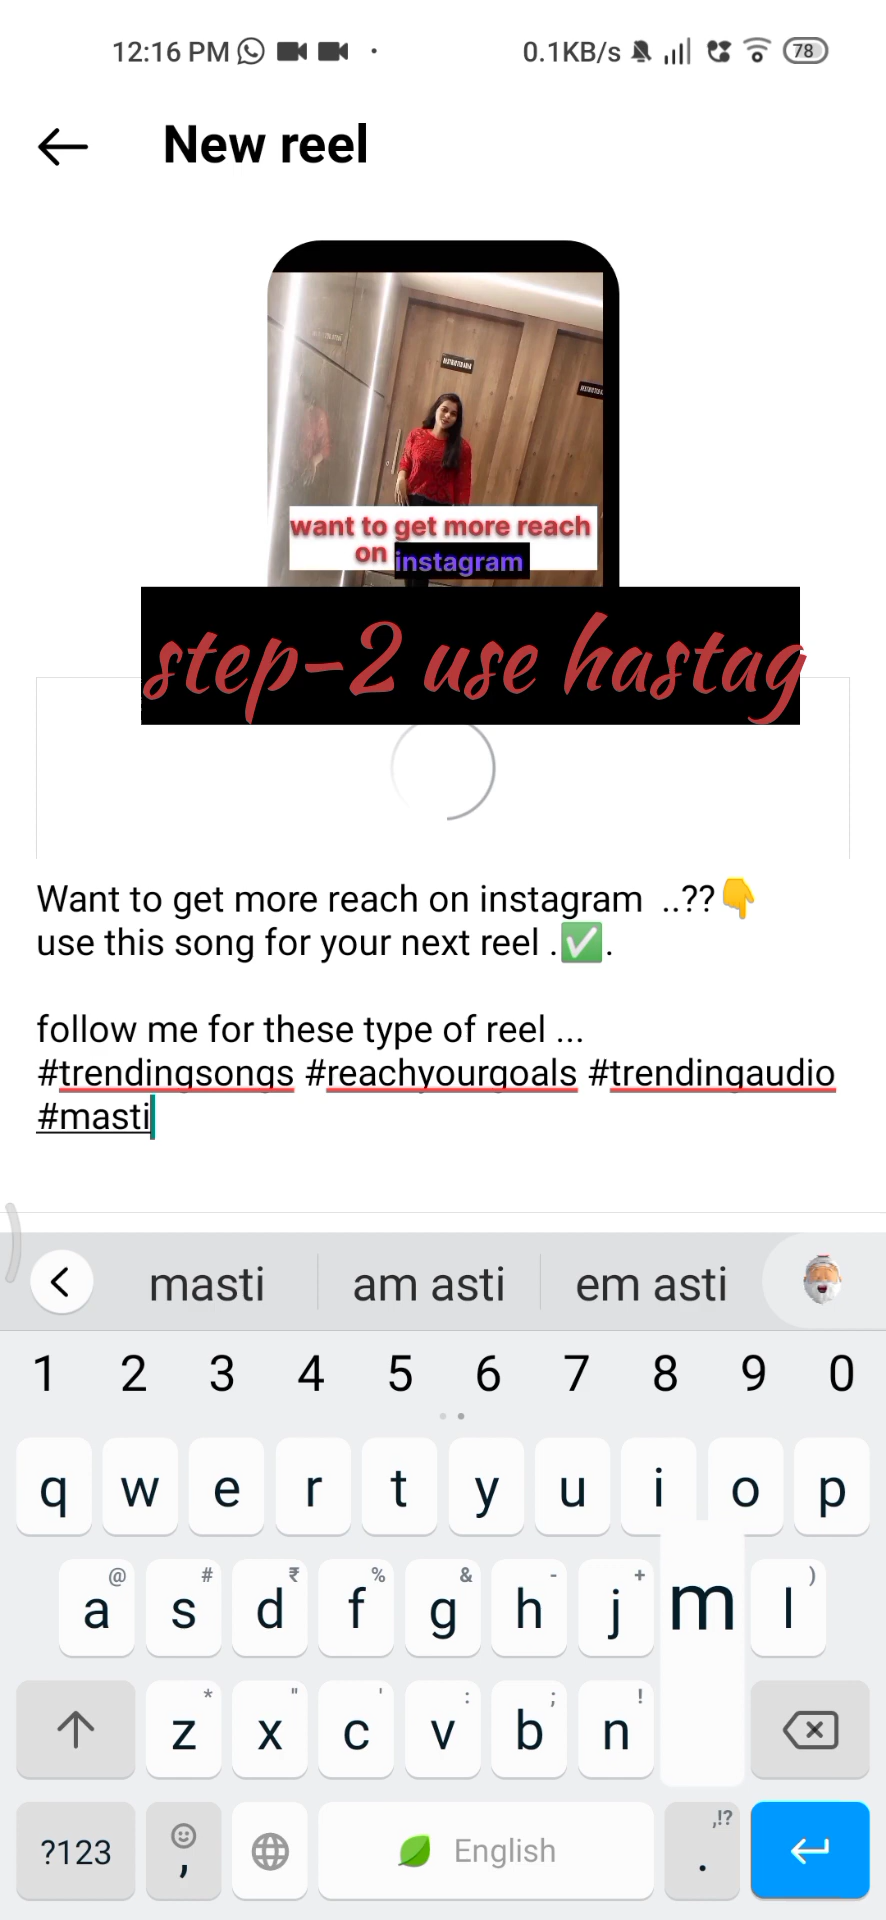 12:16 PM
0.1KB/s
78
New reel
want to get more reach
on instagram
step-2 use hastag
Want to get more reach on instagram ..??👇
use this song for your next reel .✅.
follow me for these type of reel ...
#trendingsongs #reachyourgoals #trendingaudio
#masti
masti am asti em asti
1 2 3 4 5 6 7 8 9 0
q w e r t y u i o p
@ # ₹ % & - + )
a s d f g h j m l
* " ' : ; !
z x c v b n
,!?
?123 , English .